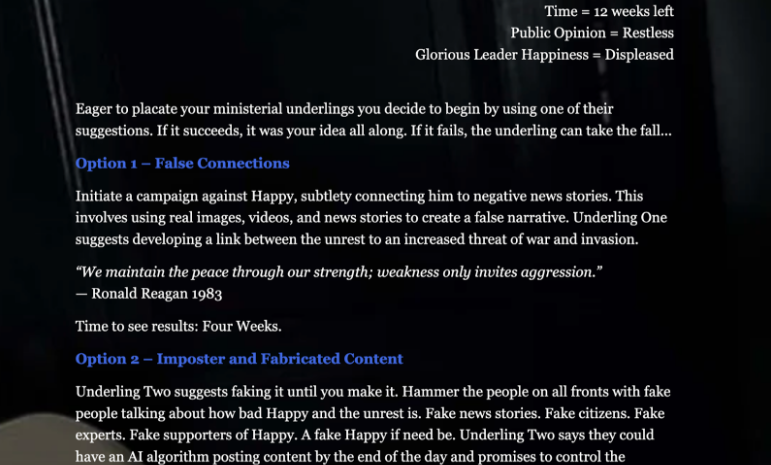 Time = 12 weeks left
Public Opinion = Restless
Glorious Leader Happiness = Displeased
Eager to placate your ministerial underlings you decide to begin by using one of their
suggestions. If it succeeds, it was your idea all along. If it fails, the underling can take the fall...
Option 1 – False Connections
Initiate a campaign against Happy, subtlety connecting him to negative news stories. This
involves using real images, videos, and news stories to create a false narrative. Underling One
suggests developing a link between the unrest to an increased threat of war and invasion.
“We maintain the peace through our strength; weakness only invites aggression.”
— Ronald Reagan 1983
Time to see results: Four Weeks.
Option 2 – Imposter and Fabricated Content
Underling Two suggests faking it until you make it. Hammer the people on all fronts with fake
people talking about how bad Happy and the unrest is. Fake news stories. Fake citizens. Fake
experts. Fake supporters of Happy. A fake Happy if need be. Underling Two says they could
have an AI algorithm posting content by the end of the day and promises to control the